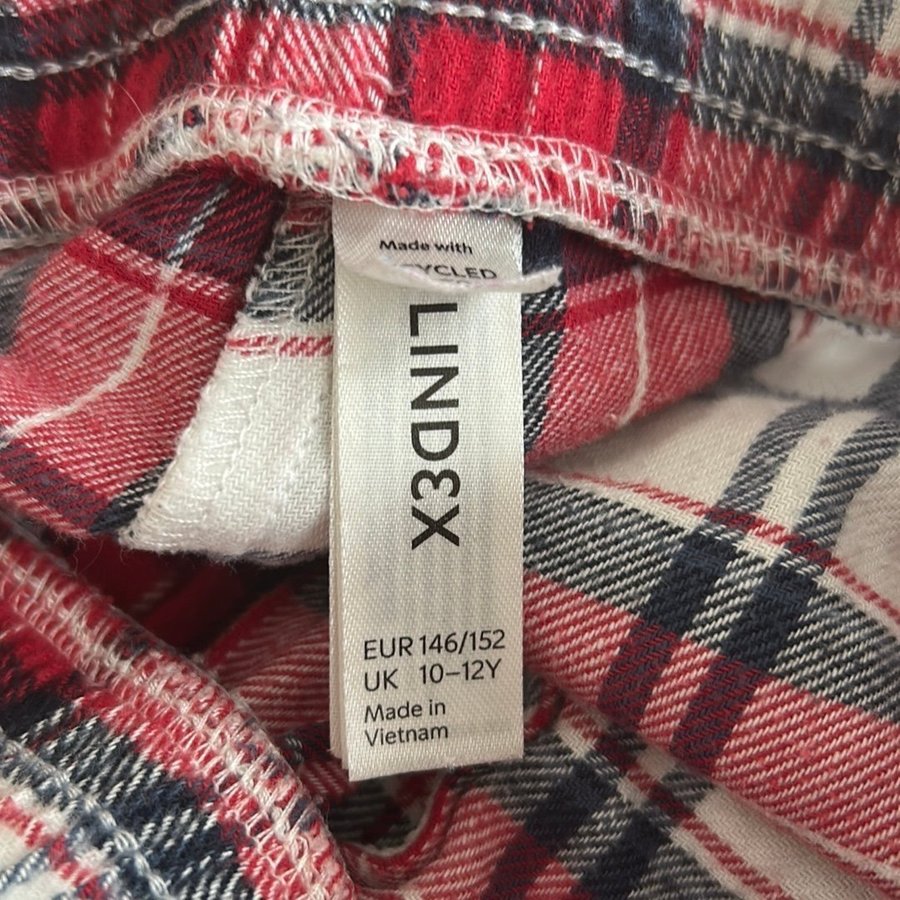 Made with
LINDEX
EUR 146/152
UK 10–12Y
Made in
Vietnam